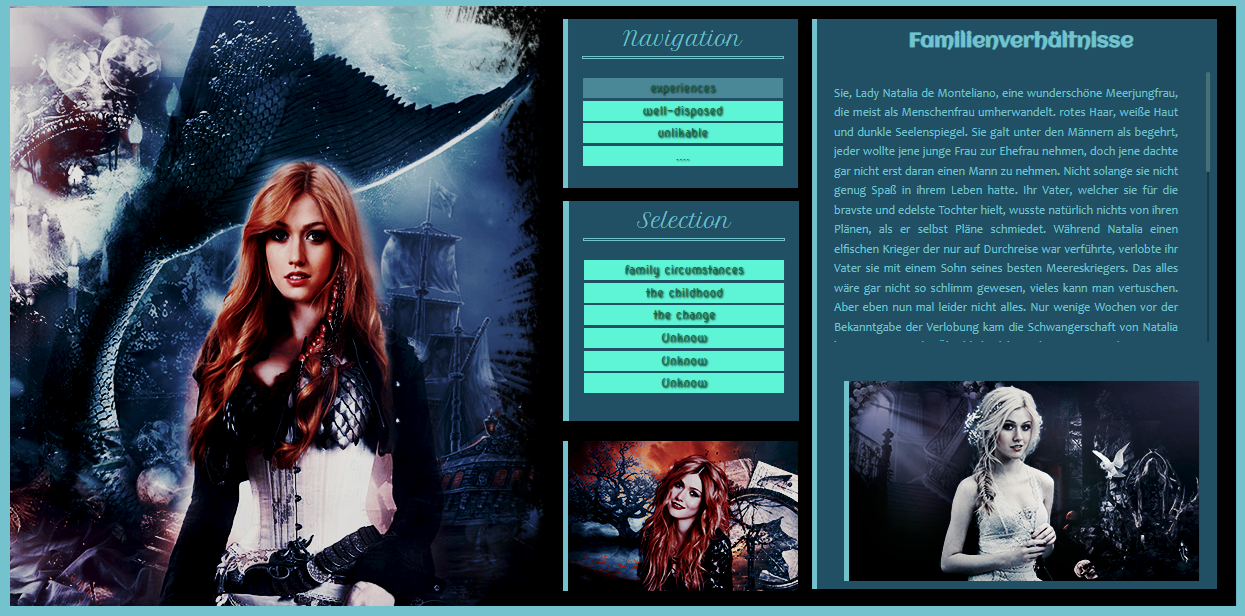 Navigation
experiences
well-disposed
unlikable
....
Selection
family circumstances
the childhood
the change
Unknow
Unknow
Unknow
Familienverhältnisse
Sie, Lady Natalia de Monteliano, eine wunderschöne Meerjungfrau,
die meist als Menschenfrau umherwandelt. rotes Haar, weiße Haut
und dunkle Seelenspiegel. Sie galt unter den Männern als begehrt,
jeder wollte jene junge Frau zur Ehefrau nehmen, doch jene dachte
gar nicht erst daran einen Mann zu nehmen. Nicht solange sie nicht
genug Spaß in ihrem Leben hatte. Ihr Vater, welcher sie für die
bravste und edelste Tochter hielt, wusste natürlich nichts von ihren
Plänen, als er selbst Pläne schmiedet. Während Natalia einen
elfischen Krieger der nur auf Durchreise war verführte, verlobte ihr
Vater sie mit einem Sohn seines besten Meereskriegers. Das alles
wäre gar nicht so schlimm gewesen, vieles kann man vertuschen.
Aber eben nun mal leider nicht alles. Nur wenige Wochen vor der
Bekanntgabe der Verlobung kam die Schwangerschaft von Natalia